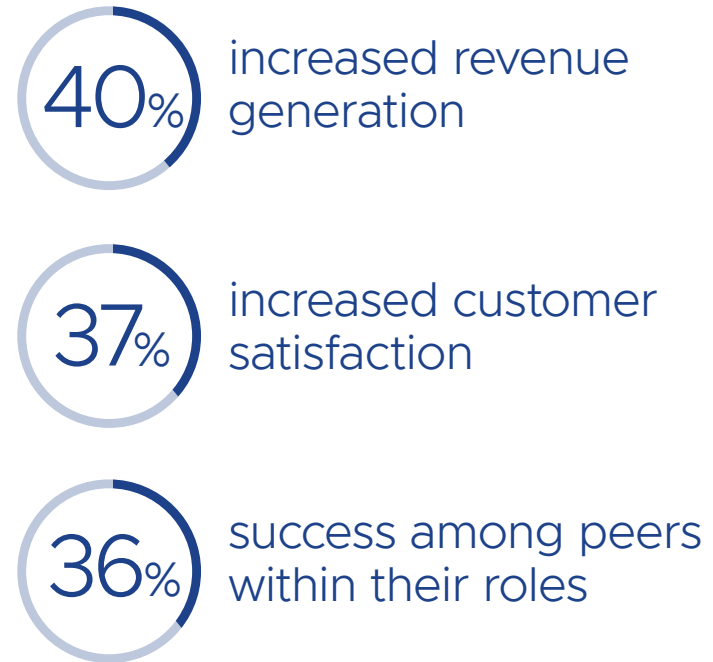 40%
increased revenue
generation
37%
increased customer
satisfaction
36%
success among peers
within their roles